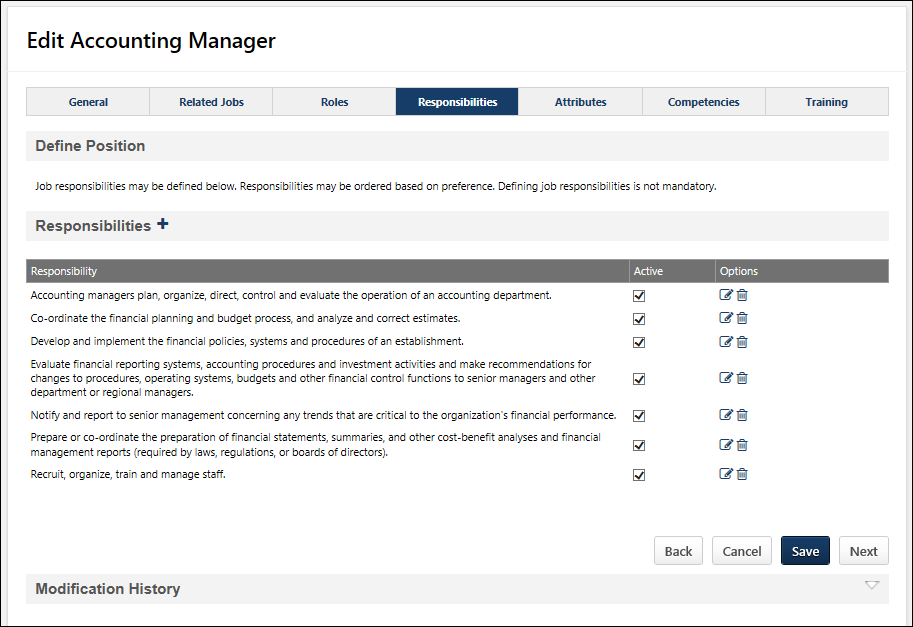 Edit Accounting Manager
General Related Jobs Roles Responsibilities Attributes Competencies Training
Define Position
Job responsibilities may be defined below. Responsibilities may be ordered based on preference. Defining job responsibilities is not mandatory.
Responsibilities +
Responsibility Active Options
Accounting managers plan, organize, direct, control and evaluate the operation of an accounting department.
Co-ordinate the financial planning and budget process, and analyze and correct estimates.
Develop and implement the financial policies, systems and procedures of an establishment.
Evaluate financial reporting systems, accounting procedures and investment activities and make recommendations for
changes to procedures, operating systems, budgets and other financial control functions to senior managers and other
department or regional managers.
Notify and report to senior management concerning any trends that are critical to the organization's financial performance.
Prepare or co-ordinate the preparation of financial statements, summaries, and other cost-benefit analyses and financial
management reports (required by laws, regulations, or boards of directors).
Recruit, organize, train and manage staff.
Back Cancel Save Next
Modification History